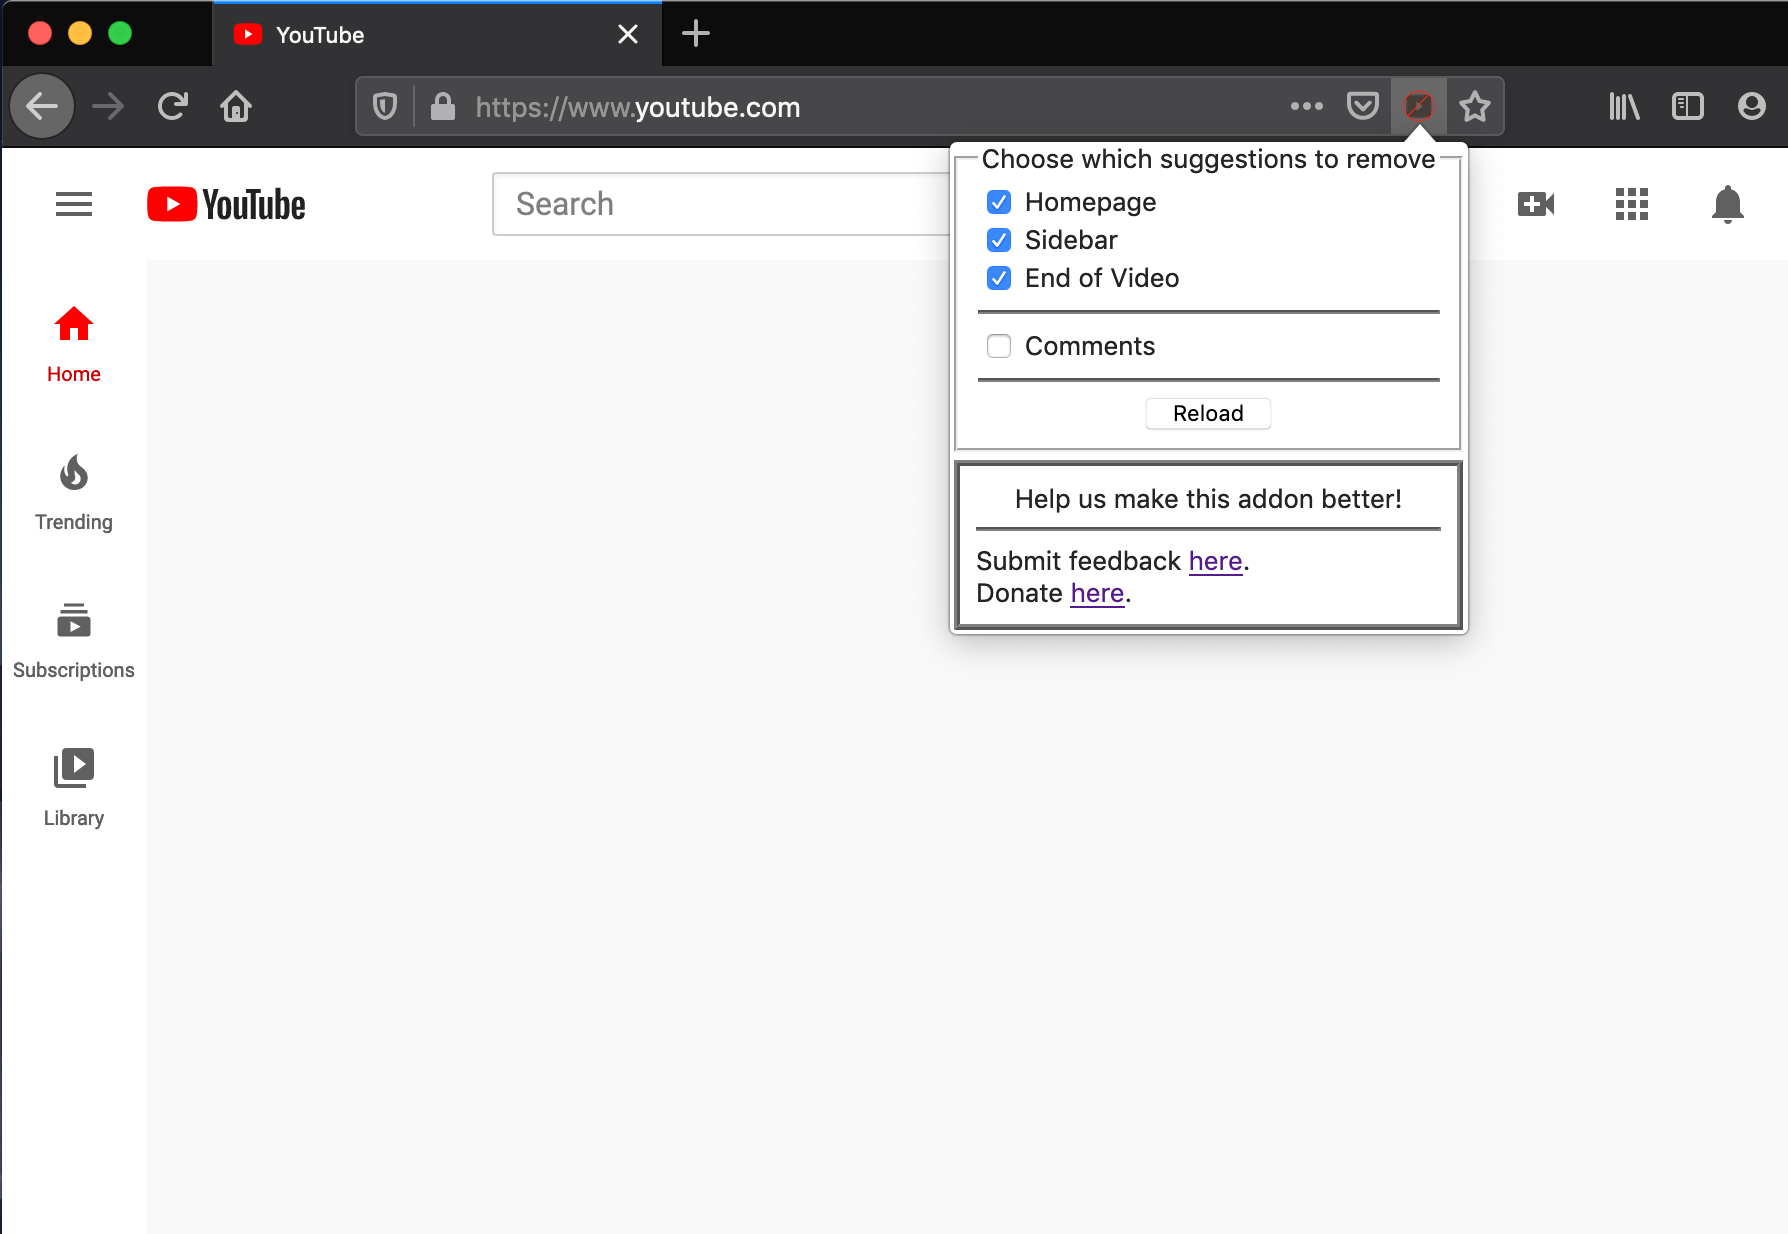 YouTube
https://www.youtube.com
Choose which suggestions to remove
YouTube
Search
Homepage
Sidebar
End of Video
Comments
Reload
Help us make this addon better!
Submit feedback here.
Donate here.
Home
Trending
Subscriptions
Library